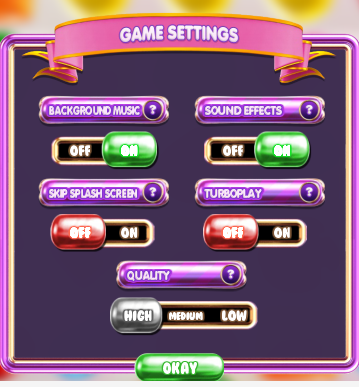 GAME SETTINGS
BACKGROUND MUSIC ? SOUND EFFECTS ?
OFF ON OFF ON
SKIP SPLASH SCREEN ? TURBOPLAY ?
OFF ON OFF ON
QUALITY ?
HIGH MEDIUM LOW
OKAY